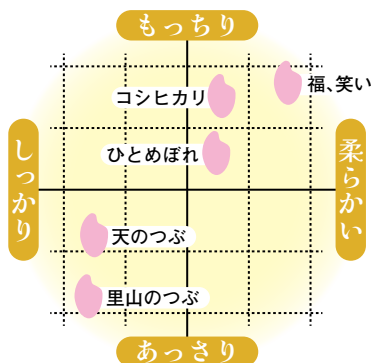 もっちり
福、笑い
コシヒカリ
ひとめぼれ
しっかり
柔らかい
天のつぶ
里山のつぶ
あっさり